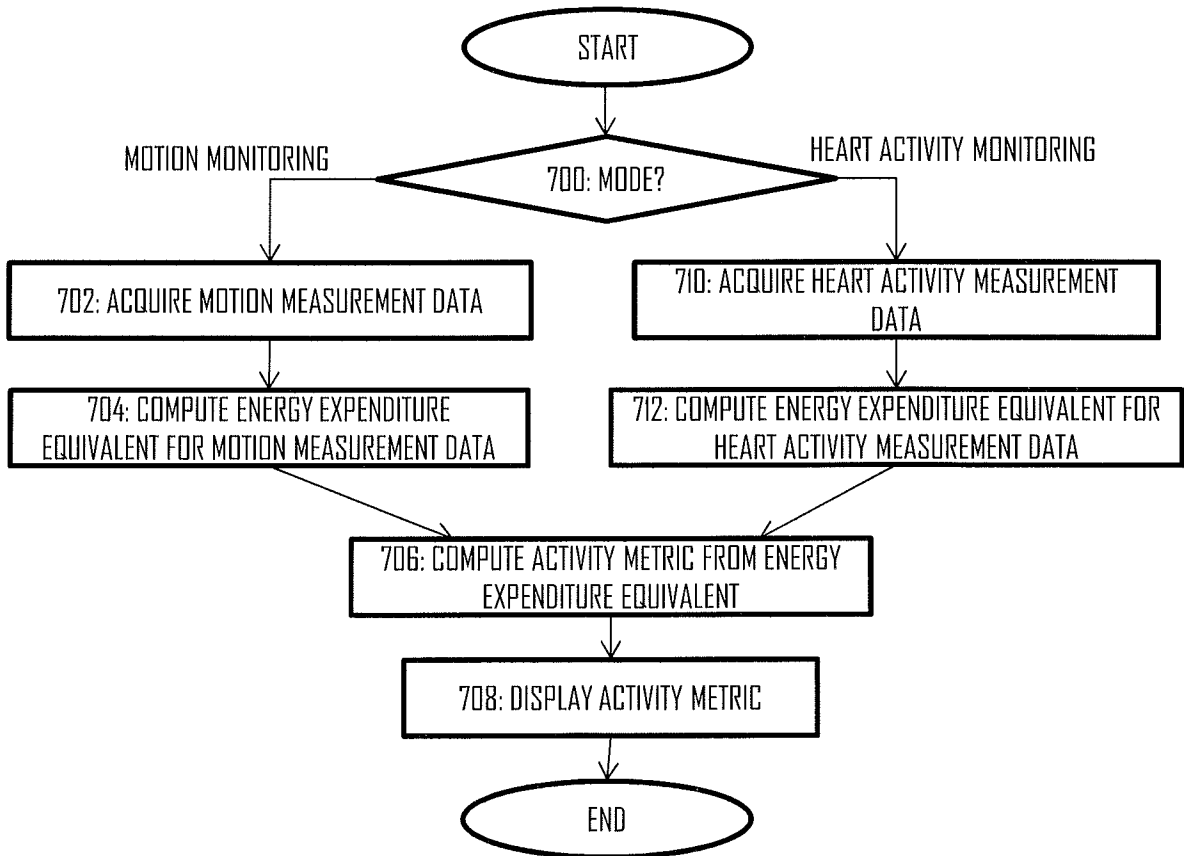 START
MOTION MONITORING
HEART ACTIVITY MONITORING
700: MODE?
702: ACQUIRE MOTION MEASUREMENT DATA
710: ACQUIRE HEART ACTIVITY MEASUREMENT
DATA
704: COMPUTE ENERGY EXPENDITURE
EQUIVALENT FOR MOTION MEASUREMENT DATA
712: COMPUTE ENERGY EXPENDITURE EQUIVALENT FOR
HEART ACTIVITY MEASUREMENT DATA
706: COMPUTE ACTIVITY METRIC FROM ENERGY
EXPENDITURE EQUIVALENT
708: DISPLAY ACTIVITY METRIC
END